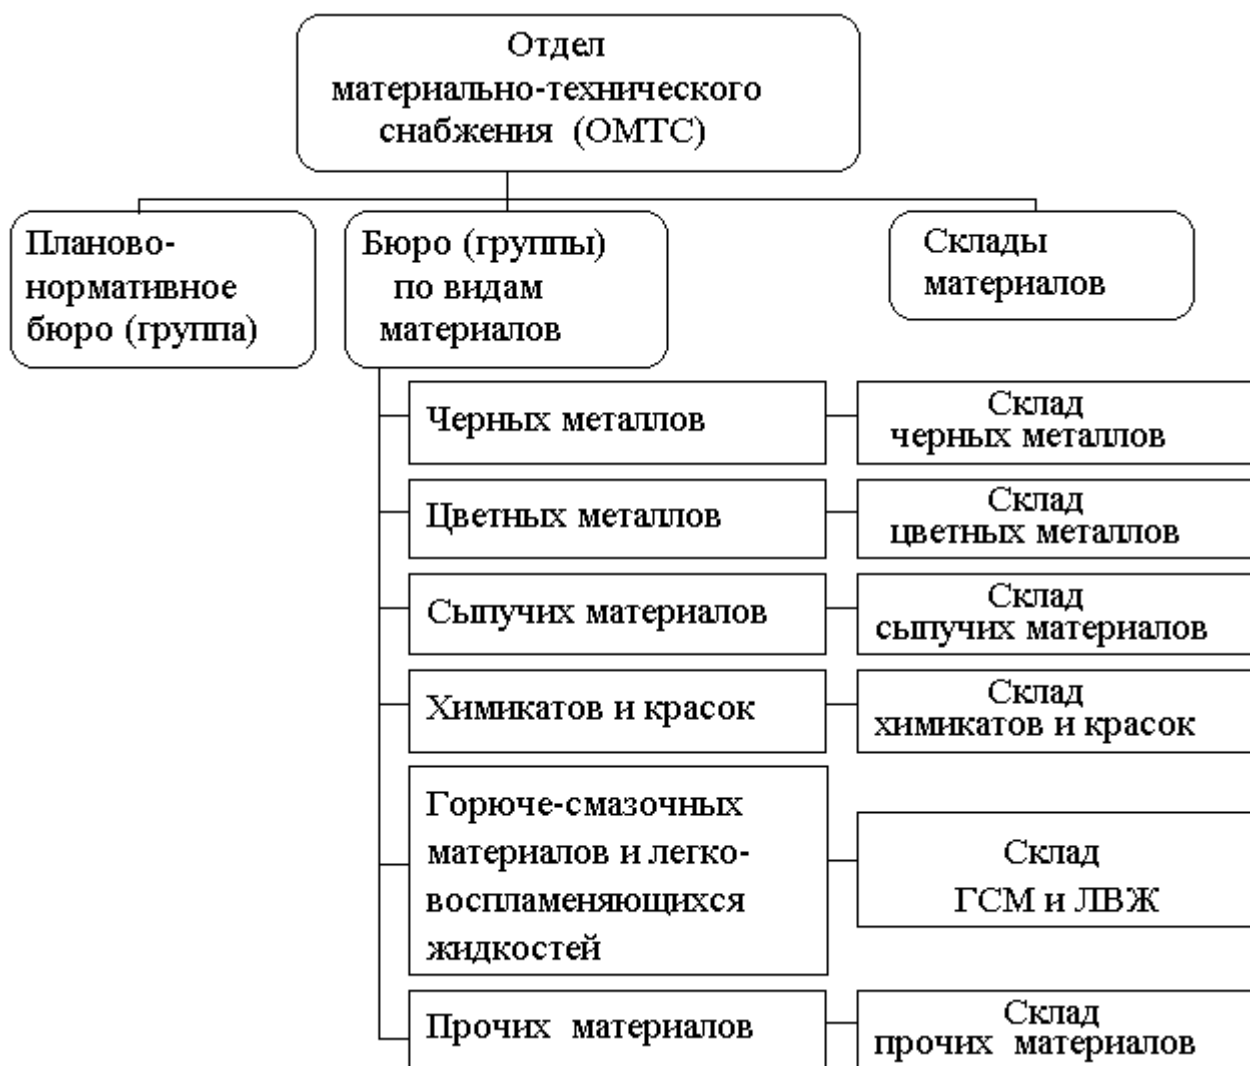 Отдел
материально-технического
снабжения (ОМТС)
Планово-
нормативное
бюро (группа)
Бюро (группы)
по видам
материалов
Склады
материалов
Черных металлов
Склад
черных металлов
Цветных металлов
Склад
цветных металлов
Сыпучих материалов
Склад
сыпучих материалов
Химикатов и красок
Склад
химикатов и красок
Горюче-смазочных
материалов и легко-
воспламеняющихся
жидкостей
Склад
ГСМ и ЛВЖ
Прочих материалов
Склад
прочих материалов